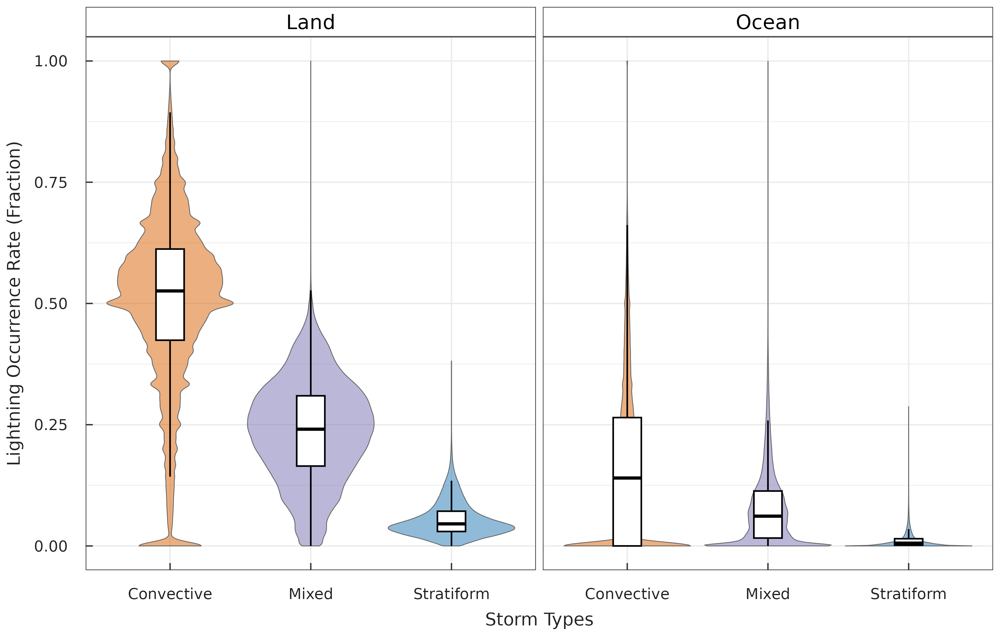 Land
Ocean
Lightning Occurrence Rate (Fraction)
1.00
0.75
0.50
0.25
0.00
Convective
Mixed
Stratiform
Convective
Mixed
Stratiform
Storm Types